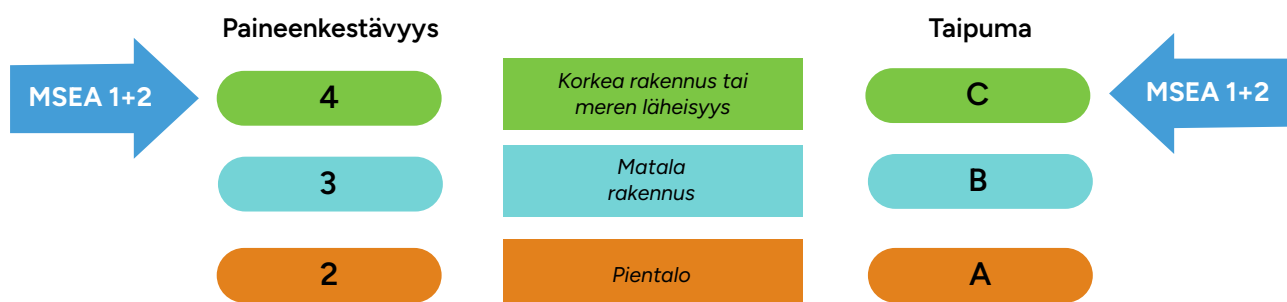 Paineenkestävyys
Taipuma
MSEA 1+2
4
Korkea rakennus tai
meren läheisyys
C
MSEA 1+2
3
Matala
rakennus
B
2
Pientalo
A